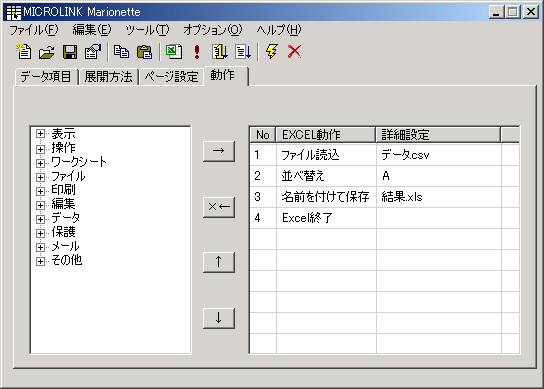 MICROLINK Marionette
ファイル(F) 編集(E) ツール(T) オプション(O) ヘルプ(H)
データ項目 展開方法 ページ設定 動作
表示
操作
ワークシート
ファイル
印刷
編集
データ
保護
メール
その他
→
×←
↑
↓
No EXCEL動作 詳細設定
1 ファイル読込 データ.csv
2 並べ替え A
3 名前を付けて保存 結果.xls
4 Excel終了